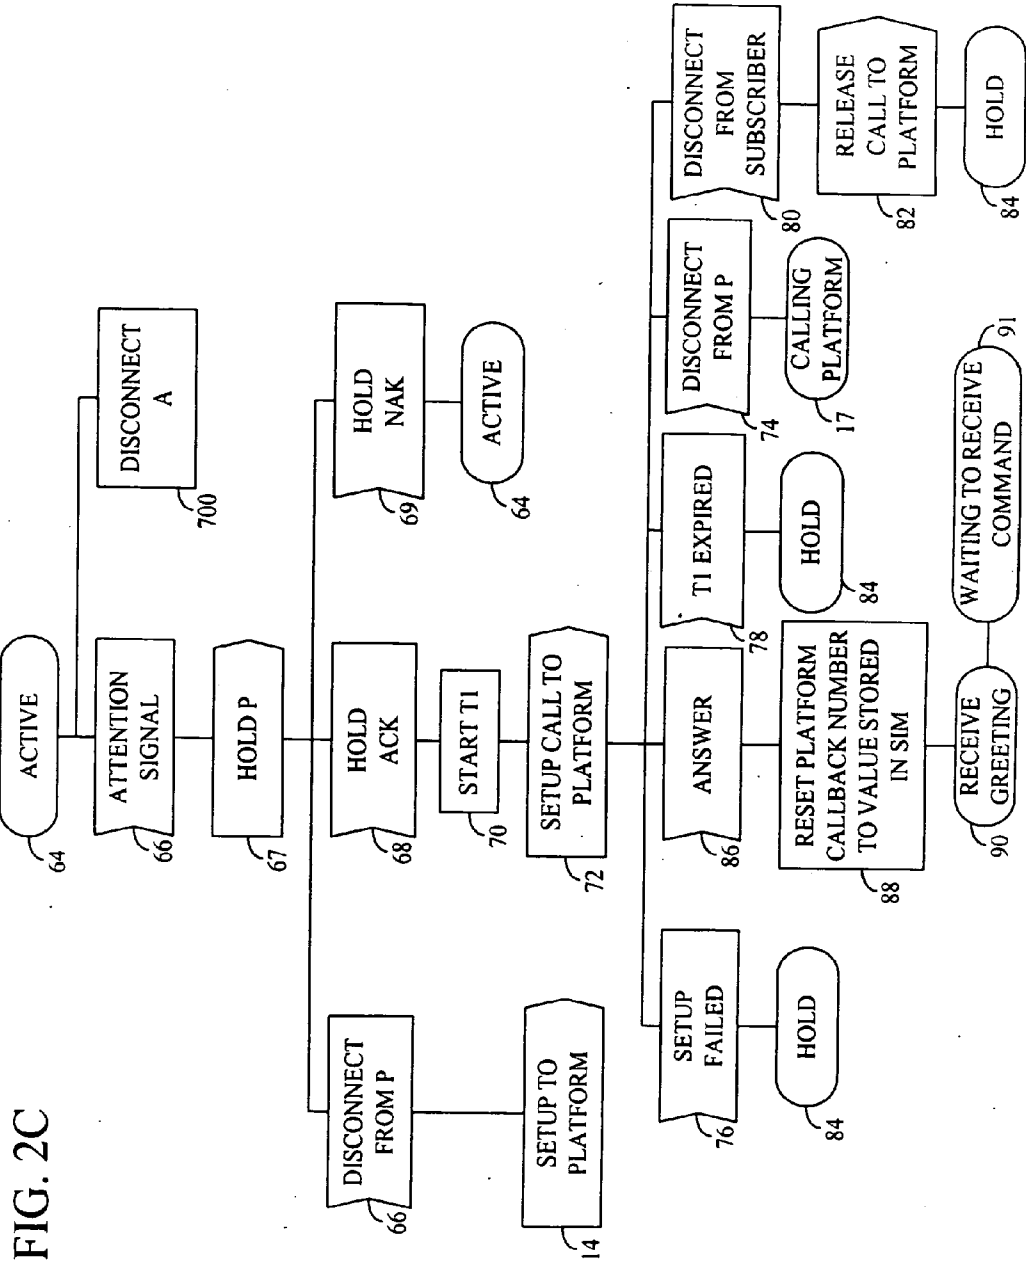 FIG. 2C
ACTIVE
64
ATTENTION
SIGNAL
66
DISCONNECT
A
700
HOLD P
67
DISCONNECT
FROM P
66
HOLD
ACK
68
HOLD
NAK
69
SETUP TO
PLATFORM
14
START T1
70
ACTIVE
64
SETUP CALL TO
PLATFORM
72
SETUP
FAILED
76
ANSWER
86
T1 EXPIRED
78
DISCONNECT
FROM P
74
DISCONNECT
FROM
SUBSCRIBER
80
HOLD
84
RESET PLATFORM
CALLBACK NUMBER
TO VALUE STORED
IN SIM
88
HOLD
84
CALLING
PLATFORM
17
RELEASE
CALL TO
PLATFORM
82
RECEIVE
GREETING
90
WAITING TO RECEIVE
COMMAND
91
HOLD
84